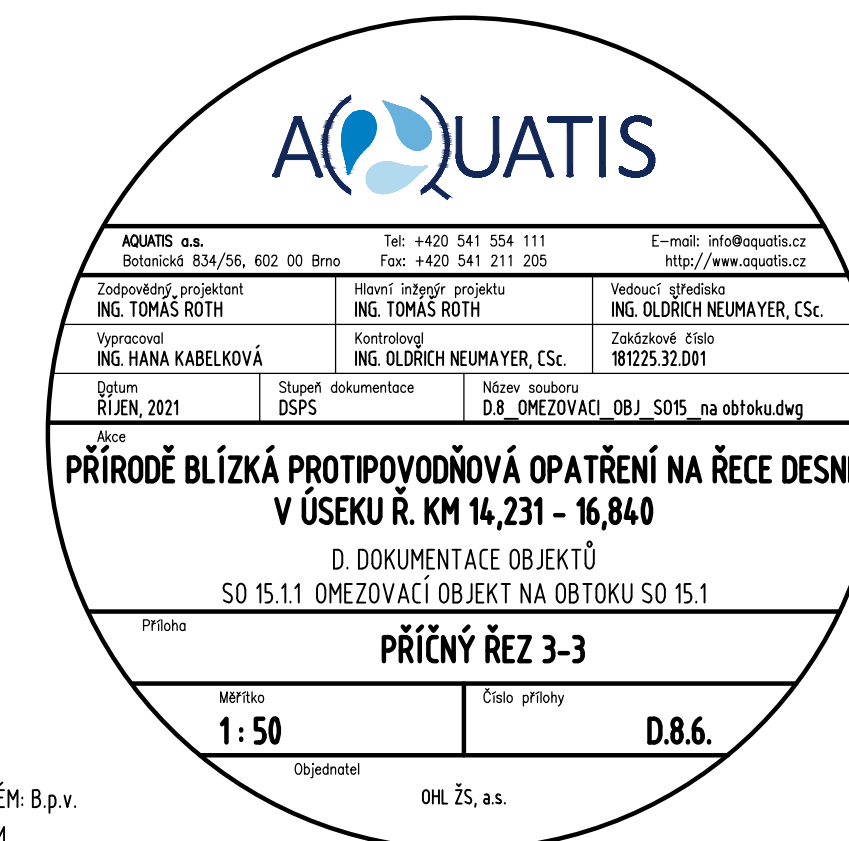 AQUATIS
AQUATIS a.s. Tel: +420 541 554 111 E-mail: info@aquatis.cz
Botanická 834/56, 602 00 Brno Fax: +420 541 211 205 http://www.aquatis.cz
Zodpovědný projektant Hlavní inženýr projektu Vedoucí střediska
ING. TOMÁŠ ROTH ING. TOMÁŠ ROTH ING. OLDŘICH NEUMAYER, CSc.
Vypracoval Kontroloval Zakázkové číslo
ING. HANA KABELKOVÁ ING. OLDŘICH NEUMAYER, CSc. 181225.32.D01
Datum Stupeň dokumentace Název souboru
ŘÍJEN, 2021 DSPS D.8_OMEZOVACI_OBJ_SO15_na obtoku.dwg
Akce
PŘÍRODĚ BLÍZKÁ PROTIPOVODŇOVÁ OPATŘENÍ NA ŘECE
V ÚSEKU Ř. KM 14,231 - 16,840
D. DOKUMENTACE OBJEKTŮ
SO 15.1.1 OMEZOVACÍ OBJEKT NA OBTOKU SO 15.1
Příloha
PŘÍČNÝ ŘEZ 3-3
Měřítko Číslo přílohy
1 : 50 D.8.6.
Objednatel
OHL ŽS, a.s.
B.p.v.